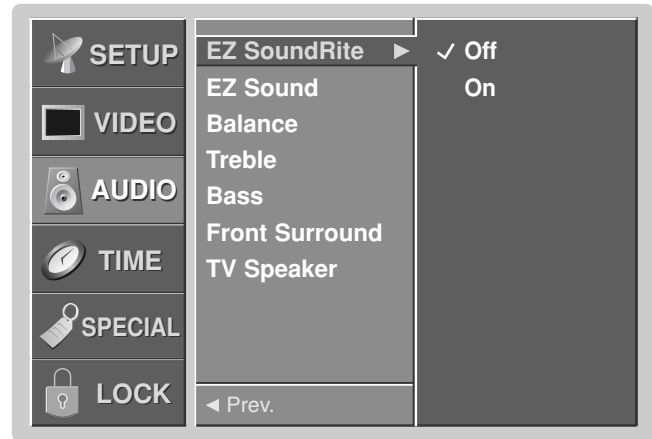 SETUP
VIDEO
AUDIO
TIME
SPECIAL
LOCK
EZ SoundRite ►
EZ Sound
Balance
Treble
Bass
Front Surround
TV Speaker
◄ Prev.
✓ Off
On